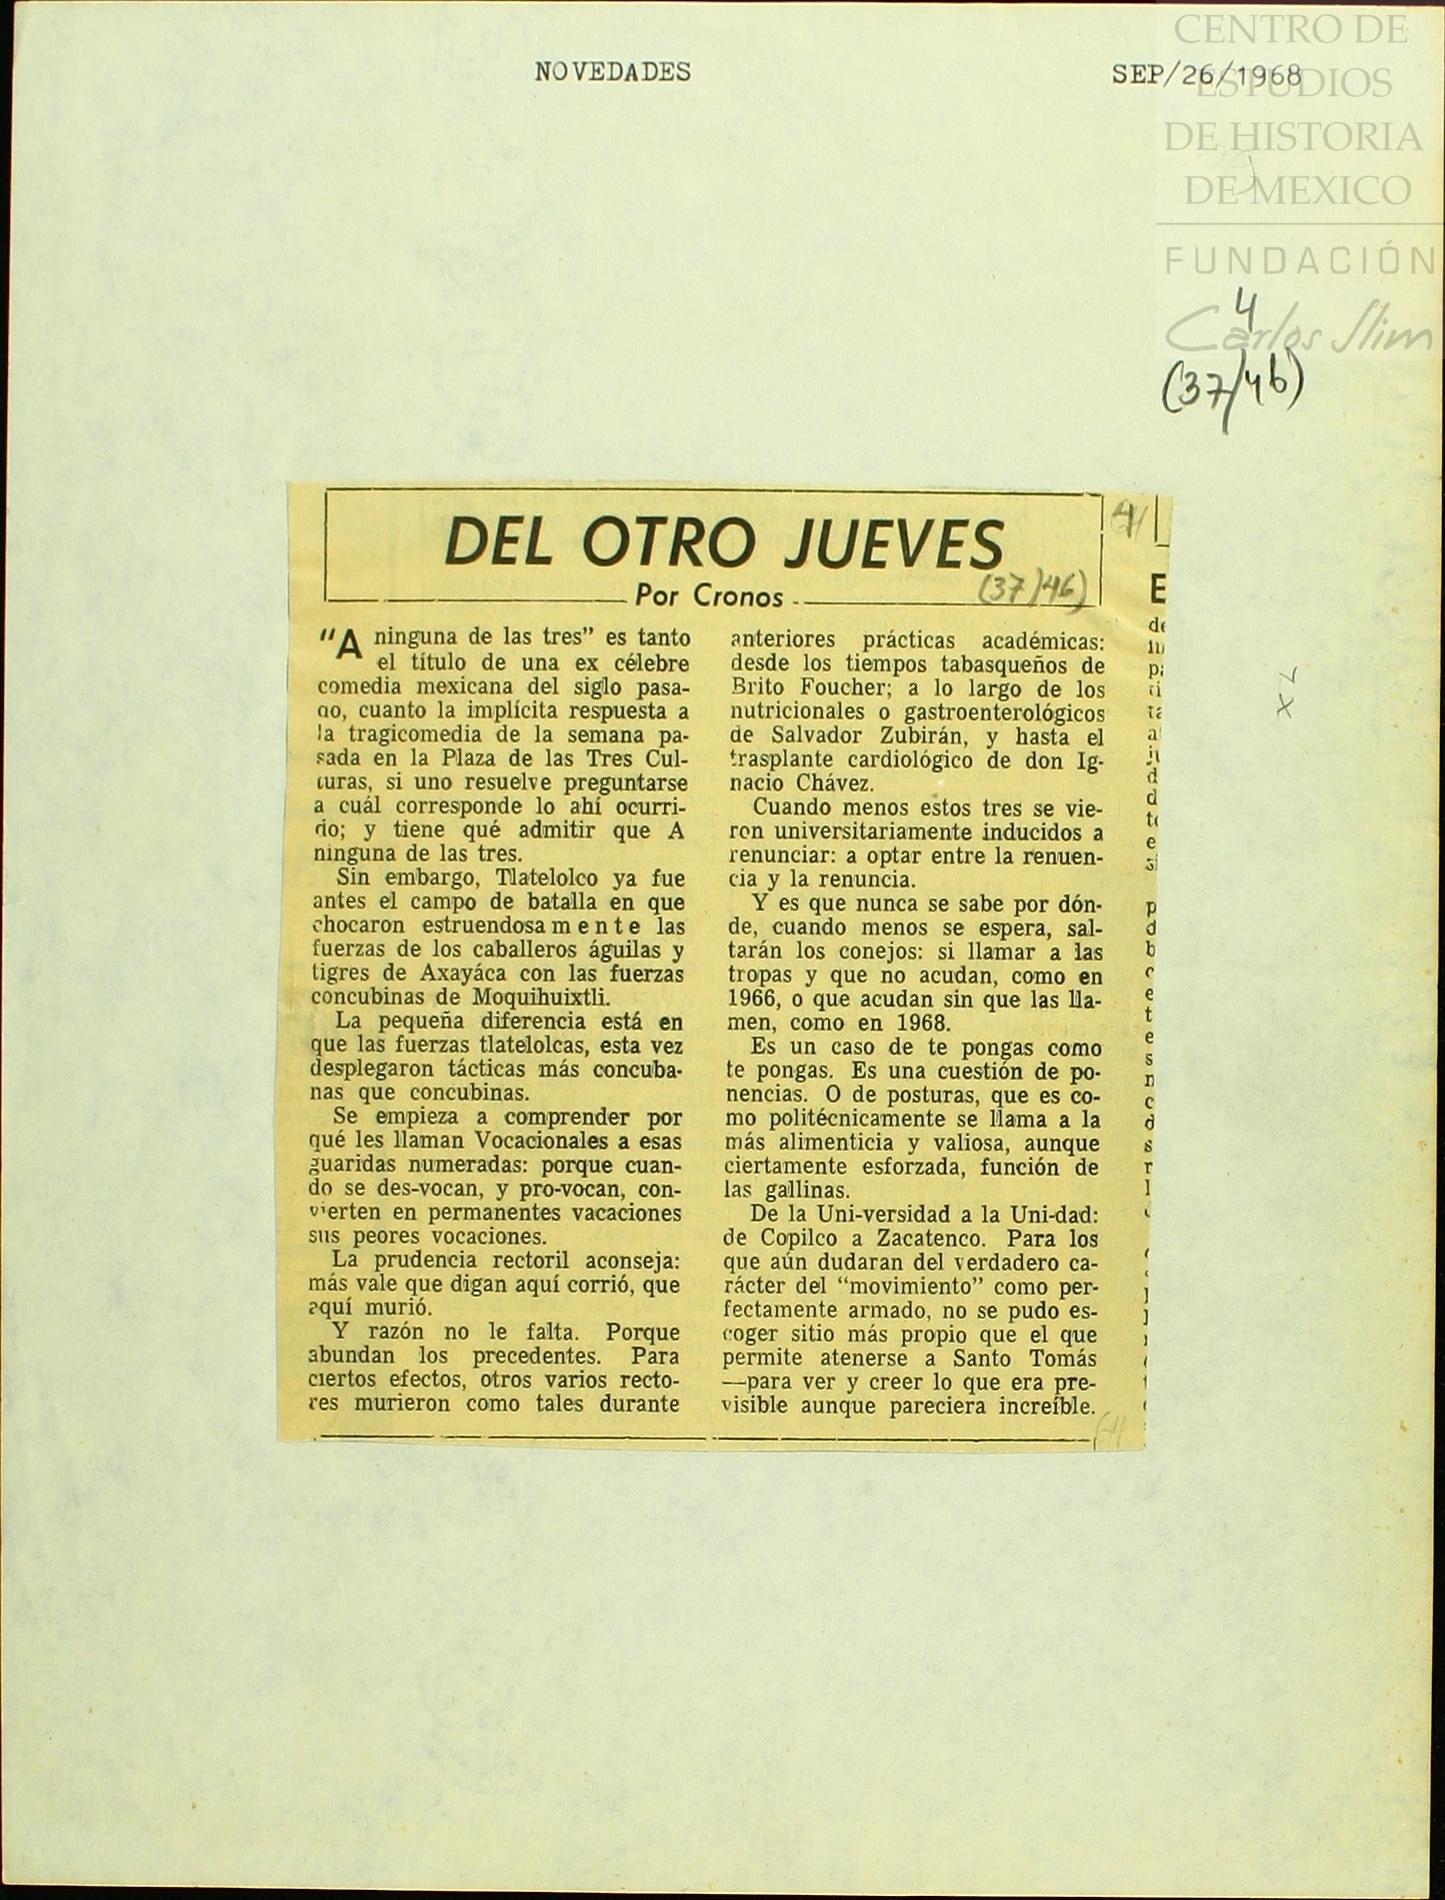 CENTRO DE
ESTUDIOS
DE HISTORIA
DE MEXICO
FUNDACIÓN
Carlos Slim
NOVEDADES
SEP/26/1968
4
(37/46)
DEL OTRO JUEVES
4
(37/46)
Por Cronos
"A ninguna de las tres" es tanto
el título de una ex célebre
comedia mexicana del siglo pasa-
do, cuanto la implícita respuesta a
la tragicomedia de la semana pa-
sada en la Plaza de las Tres Cul-
turas, si uno resuelve preguntarse
a cuál corresponde lo ahí ocurri-
do; y tiene qué admitir que A
ninguna de las tres.
Sin embargo, Tlatelolco ya fue
antes el campo de batalla en que
chocaron estruendosamente las
fuerzas de los caballeros águilas y
tigres de Axayáca con las fuerzas
concubinas de Moquihuixtli.
La pequeña diferencia está en
que las fuerzas tlatelolcas, esta vez
desplegaron tácticas más concuba-
nas que concubinas.
Se empieza a comprender por
qué les llaman Vocacionales a esas
guaridas numeradas: porque cuan-
do se des-vocan, y pro-vocan, con-
vierten en permanentes vacaciones
sus peores vocaciones.
La prudencia rectoril aconseja:
más vale que digan aquí corrió, que
aquí murió.
Y razón no le falta. Porque
abundan los precedentes. Para
ciertos efectos, otros varios recto-
res murieron como tales durante
anteriores prácticas académicas:
desde los tiempos tabasqueños de
Brito Foucher; a lo largo de los
nutricionales o gastroenterológicos
de Salvador Zubirán, y hasta el
trasplante cardiológico de don Ig-
nacio Chávez.
Cuando menos estos tres se vie-
ron universitariamente inducidos a
renunciar: a optar entre la renuen-
cia y la renuncia.
Y es que nunca se sabe por dón-
de, cuando menos se espera, sal-
tarán los conejos: si llamar a las
tropas y que no acudan, como en
1966, o que acudan sin que las lla-
men, como en 1968.
Es un caso de te pongas como
te pongas. Es una cuestión de po-
nencias. O de posturas, que es co-
mo politécnicamente se llama a la
más alimenticia y valiosa, aunque
ciertamente esforzada, función de
las gallinas.
De la Uni-versidad a la Uni-dad:
de Copilco a Zacatenco. Para los
que aún dudaran del verdadero ca-
rácter del "movimiento" como per-
fectamente armado, no se pudo es-
coger sitio más propio que el que
permite atenerse a Santo Tomás
—para ver y creer lo que era pre-
visible aunque pareciera increíble.